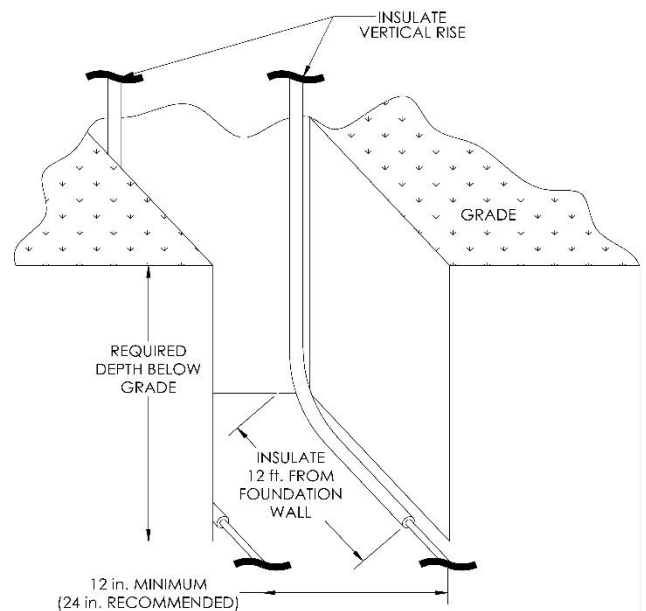 INSULATE
VERTICAL RISE
GRADE
REQUIRED
DEPTH BELOW
GRADE
INSULATE
12 ft. FROM
FOUNDATION
WALL
12 in. MINIMUM
(24 in. RECOMMENDED)